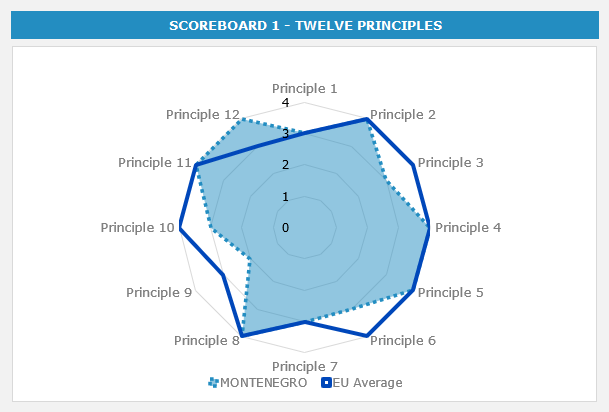 SCOREBOARD 1 - TWELVE PRINCIPLES
Principle 1
Principle 2
Principle 3
Principle 4
Principle 5
Principle 6
Principle 7
Principle 8
Principle 9
Principle 10
Principle 11
Principle 12
4
3
2
1
0
MONTENEGRO
EU Average